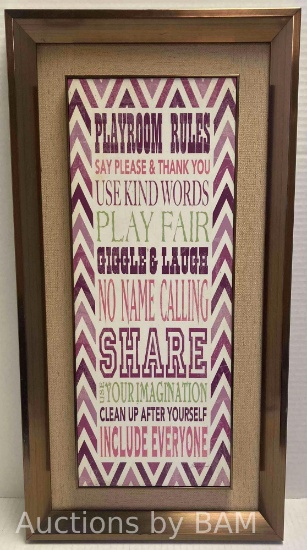 PLAYROOM RULES
SAY PLEASE & THANK YOU
USE KIND WORDS
PLAY FAIR
GIGGLE & LAUGH
NO NAME CALLING
SHARE
USE YOUR IMAGINATION
CLEAN UP AFTER YOURSELF
INCLUDE EVERYONE
Auctions by BAM